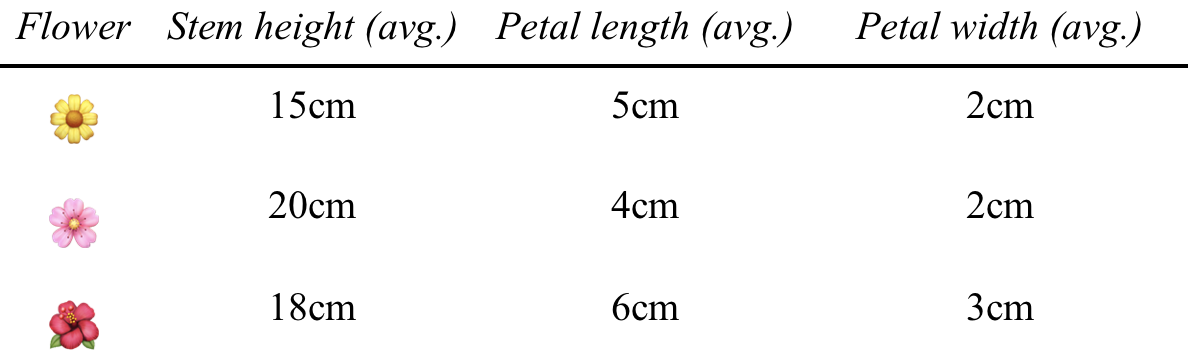 Flower Stem height (avg.) Petal length (avg.) Petal width (avg.)
15cm 5cm 2cm
20cm 4cm 2cm
18cm 6cm 3cm